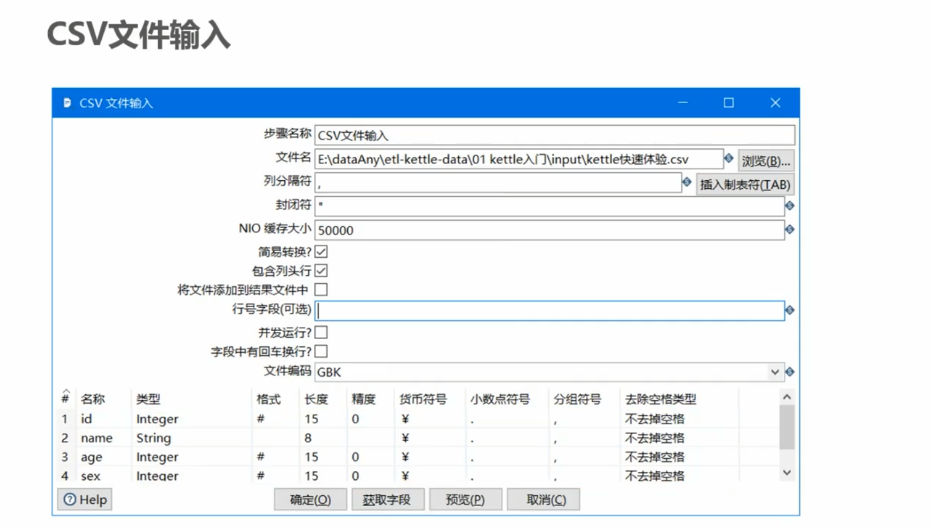 CSV文件输入
CSV 文件输入
步骤名称 CSV文件输入
文件名 E:\dataAny\etl-kettle-data\01 kettle入门\input\kettle快速体验.csv 浏览(B)...
列分隔符 , 插入制表符(TAB)
封闭符 "
NIO 缓存大小 50000
简易转换?
包含列头行
将文件添加到结果文件中
行号字段(可选)
并发运行?
字段中有回车换行?
文件编码 GBK
# 名称 类型 格式 长度 精度 货币符号 小数点符号 分组符号 去除空格类型
1 id Integer # 15 0 ¥ . , 不去掉空格
2 name String 8 ¥ . , 不去掉空格
3 age Integer # 15 0 ¥ . , 不去掉空格
4 sex Integer # 15 0 ¥ . , 不去掉空格
Help 确定(O) 获取字段 预览(P) 取消(C)